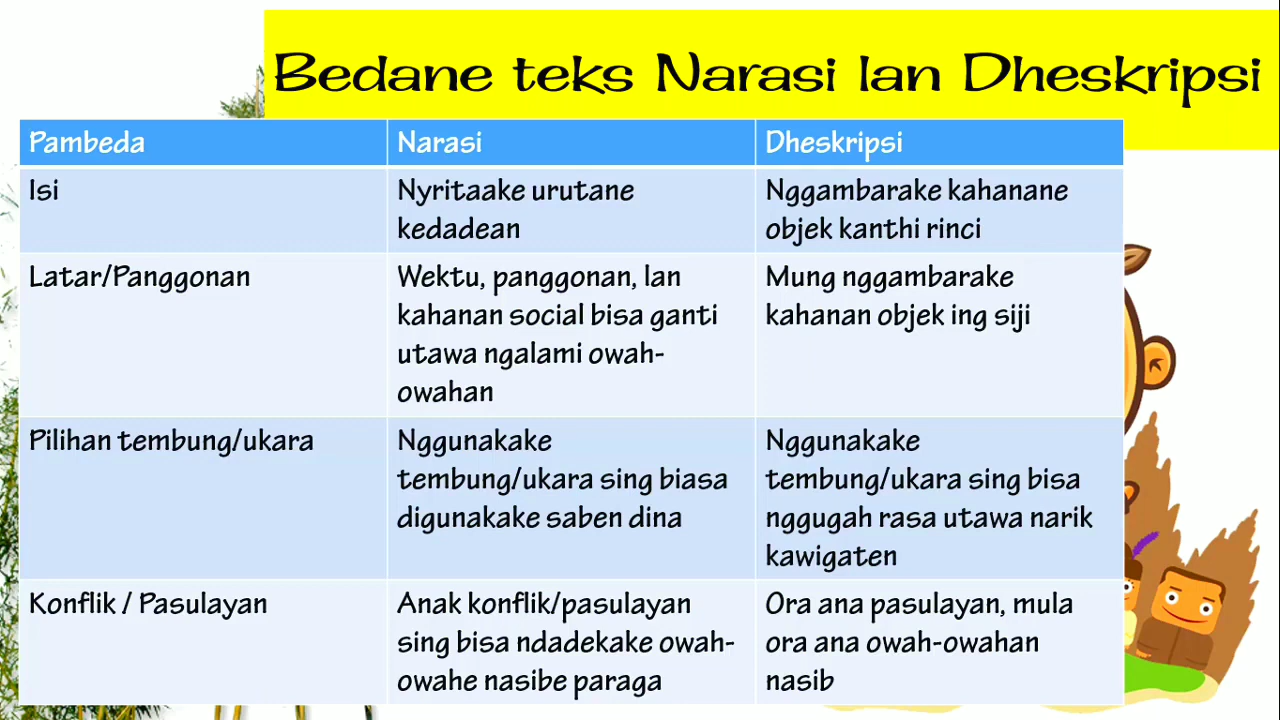 Bedane teks Narasi lan Dheskripsi
Pambeda
Narasi
Dheskripsi
Isi
Nyritaake urutane
kedadean
Nggambarake kahanane
objek kanthi rinci
Latar/Panggonan
Wektu, panggonan, lan
kahanan social bisa ganti
utawa ngalami owah-
owahan
Mung nggambarake
kahanan objek ing siji
Pilihan tembung/ukara
Nggunakake
tembung/ukara sing biasa
digunakake saben dina
Nggunakake
tembung/ukara sing bisa
nggugah rasa utawa narik
kawigaten
Konflik / Pasulayan
Anak konflik/pasulayan
sing bisa ndadekake owah-
owahe nasibe paraga
Ora ana pasulayan, mula
ora ana owah-owahan
nasib